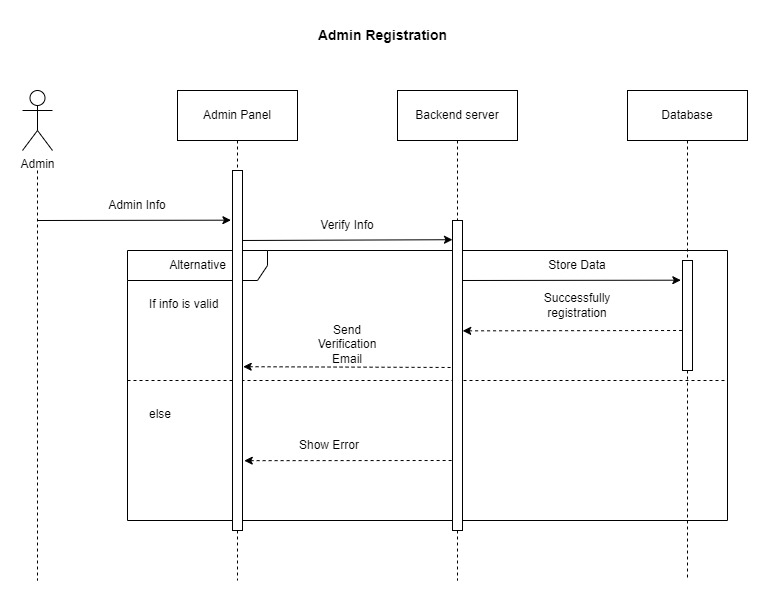 Admin Registration
Admin Panel
Backend server
Database
Admin
Admin Info
Verify Info
Alternative
Store Data
If info is valid
Successfully
registration
Send
Verification
Email
else
Show Error